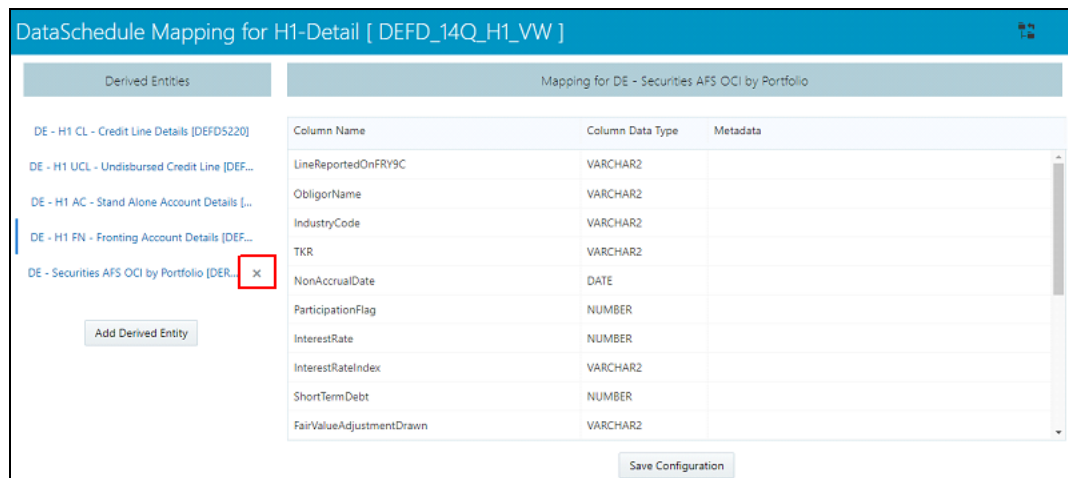 DataSchedule Mapping for H1-Detail [ DEFD_14Q_H1_VW ]
Derived Entities
DE - H1 CL - Credit Line Details [DEFD5220]
DE - H1 UCL - Undisbursed Credit Line [DEF...
DE - H1 AC - Stand Alone Account Details [...
DE - H1 FN - Fronting Account Details [DEF...
DE - Securities AFS OCI by Portfolio [DER... ×
Add Derived Entity
Mapping for DE - Securities AFS OCI by Portfolio
Column Name Column Data Type Metadata
LineReportedOnFRY9C VARCHAR2
ObligorName VARCHAR2
IndustryCode VARCHAR2
TKR VARCHAR2
NonAccrualDate DATE
ParticipationFlag NUMBER
InterestRate NUMBER
InterestRateIndex VARCHAR2
ShortTermDebt NUMBER
FairValueAdjustmentDrawn VARCHAR2
Save Configuration